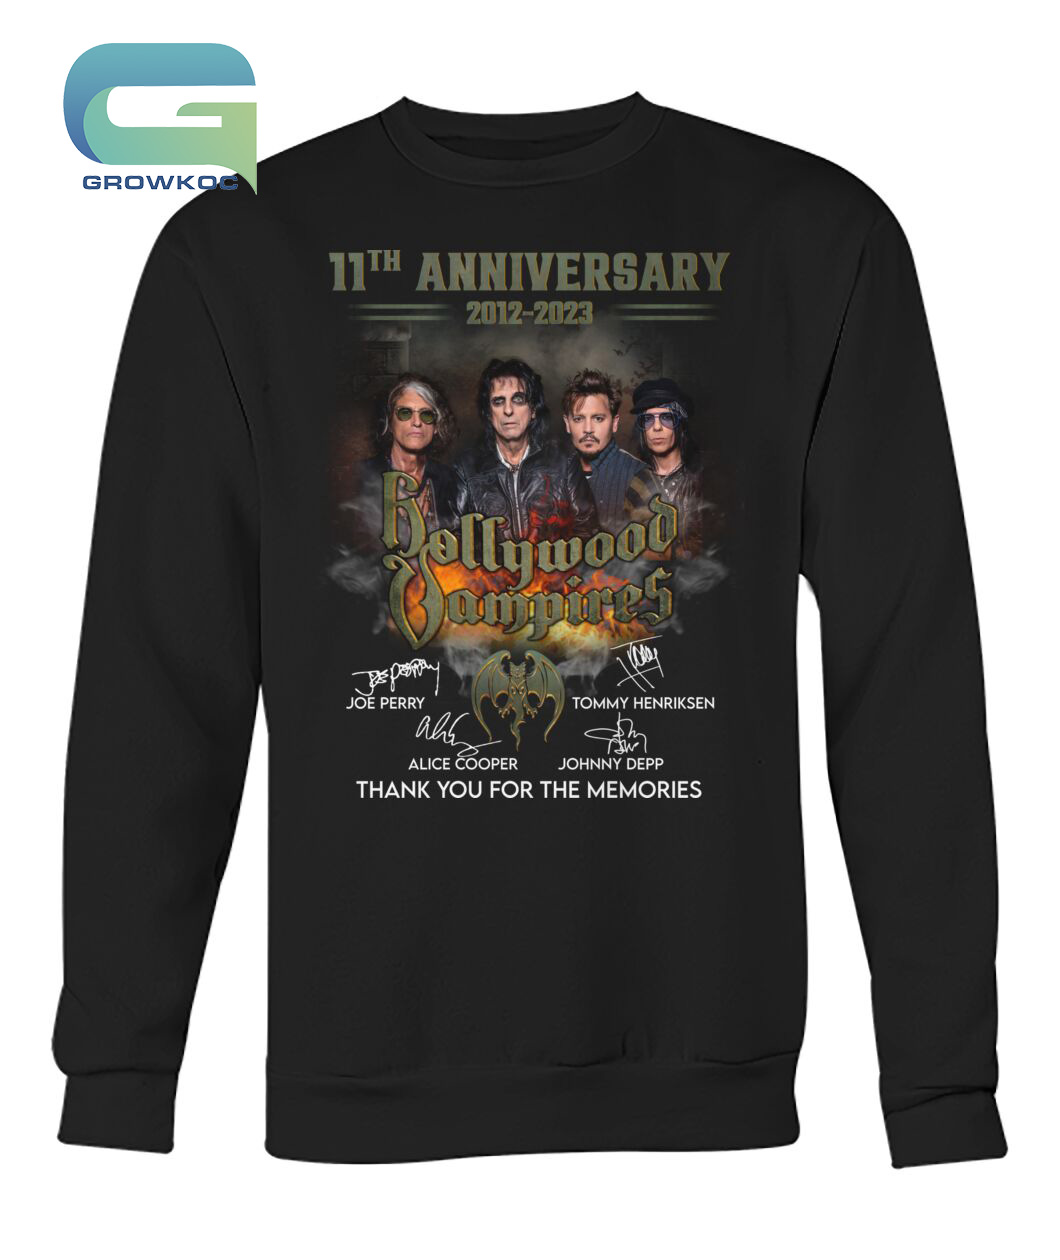 GROWKOC
11TH ANNIVERSARY
2012-2023
Hollywood
Vampires
JOE PERRY TOMMY HENRIKSEN
ALICE COOPER JOHNNY DEPP
THANK YOU FOR THE MEMORIES